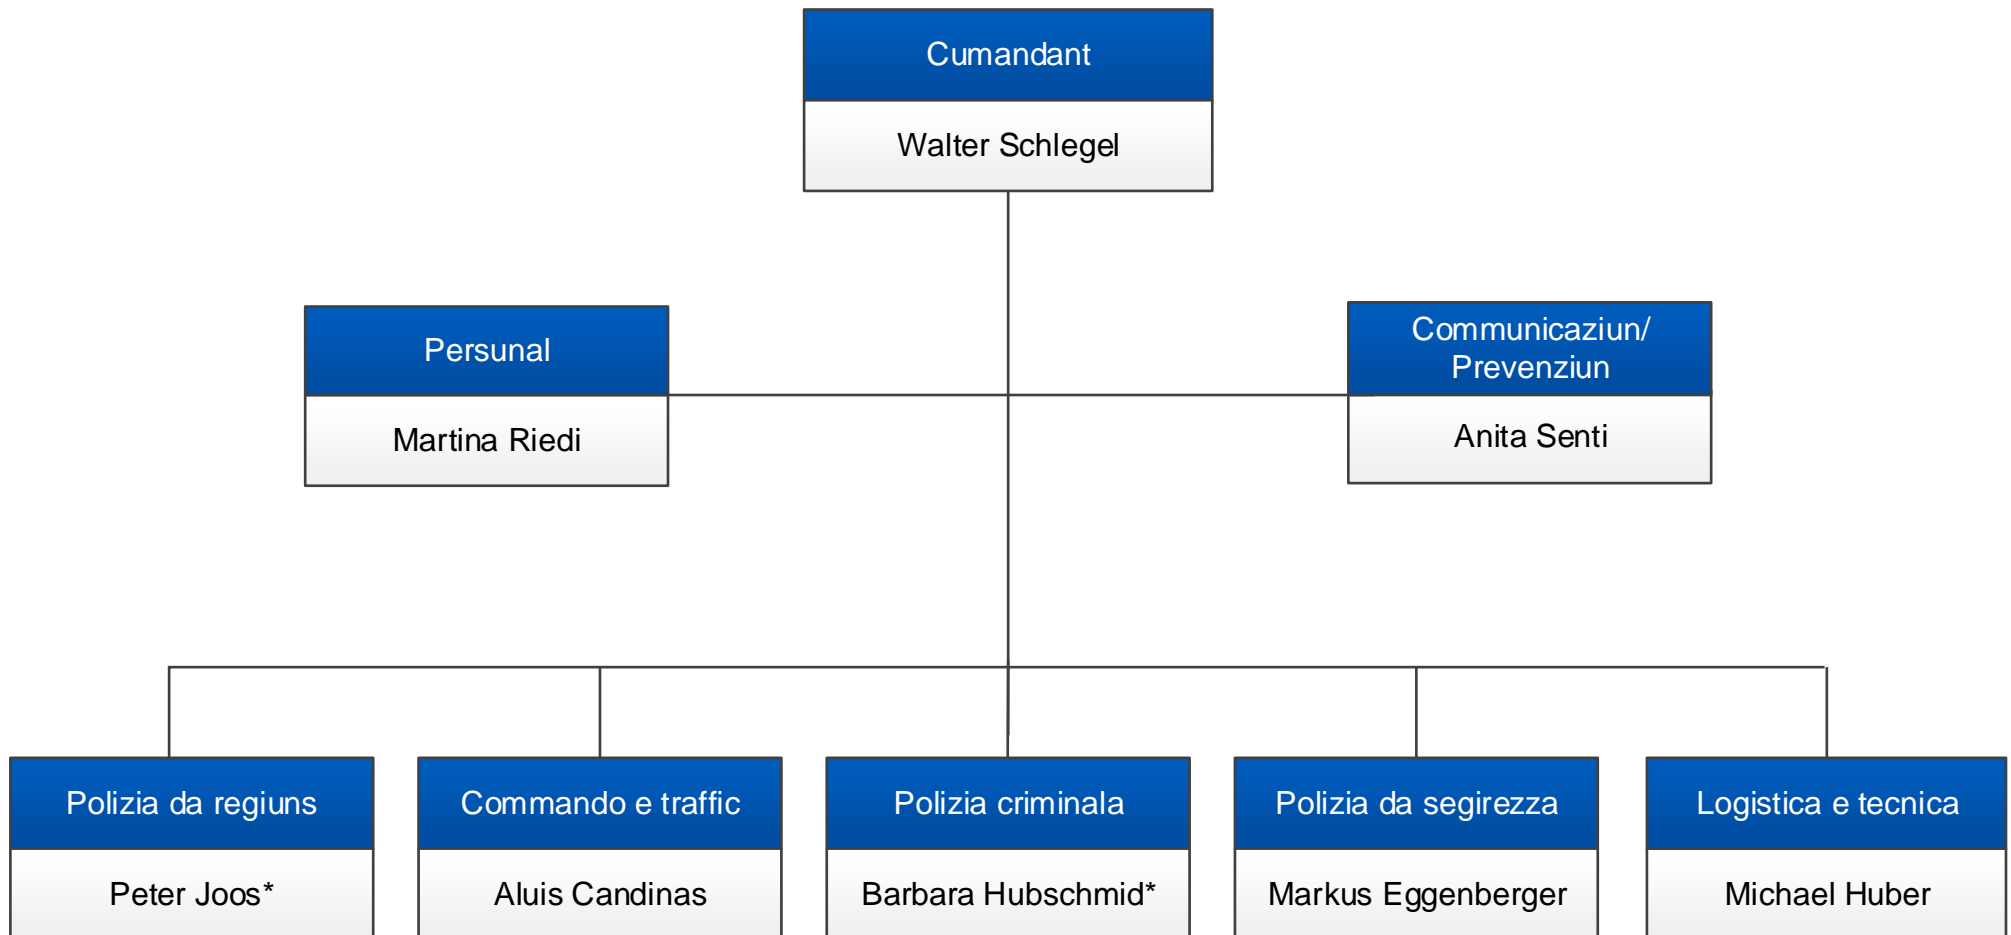 Cumandant
Walter Schlegel
Persunal
Martina Riedi
Communicaziun/
Prevenziun
Anita Senti
Polizia da regiuns
Peter Joos*
Commando e traffic
Aluis Candinas
Polizia criminala
Barbara Hubschmid*
Polizia da segirezza
Markus Eggenberger
Logistica e tecnica
Michael Huber